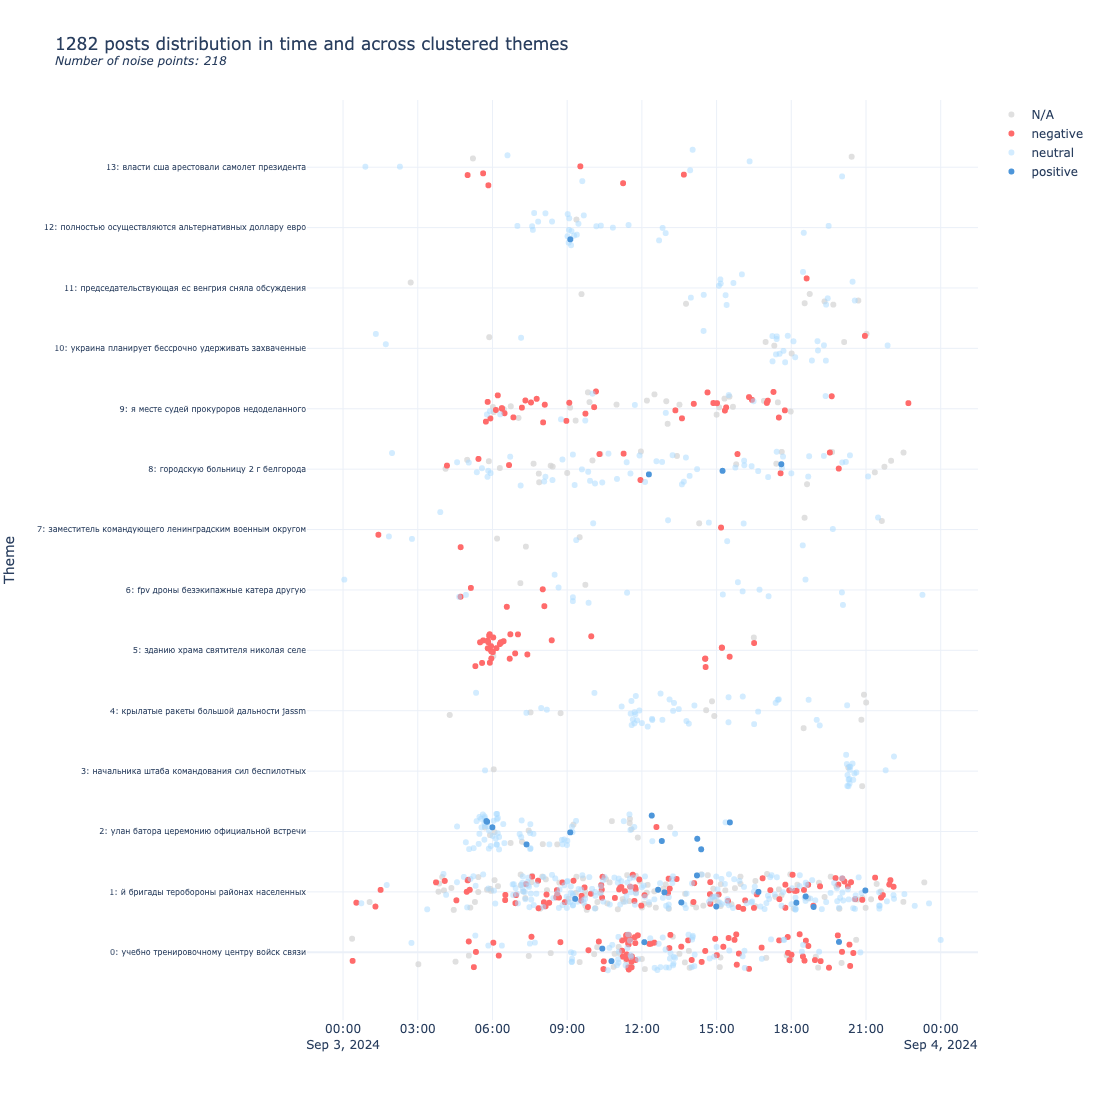 1282 posts distribution in time and across clustered themes
Number of noise points: 218
N/A
negative
neutral
positive
Theme
13: власти сша арестовали самолет президента
12: полностью осуществляются альтернативных доллару евро
11: председательствующая ес венгрия сняла обсуждения
10: украина планирует бессрочно удерживать захваченные
9: я месте судей прокуроров недоделанного
8: городскую больницу 2 г белгорода
7: заместитель командующего ленинградским военным округом
6: fpv дроны безэкипажные катера другую
5: зданию храма святителя николая селе
4: крылатые ракеты большой дальности jassm
3: начальника штаба командования сил беспилотных
2: улан батора церемонию официальной встречи
1: й бригады теробороны районах населенных
0: учебно тренировочному центру войск связи
00:00 03:00 06:00 09:00 12:00 15:00 18:00 21:00 00:00
Sep 3, 2024 Sep 4, 2024